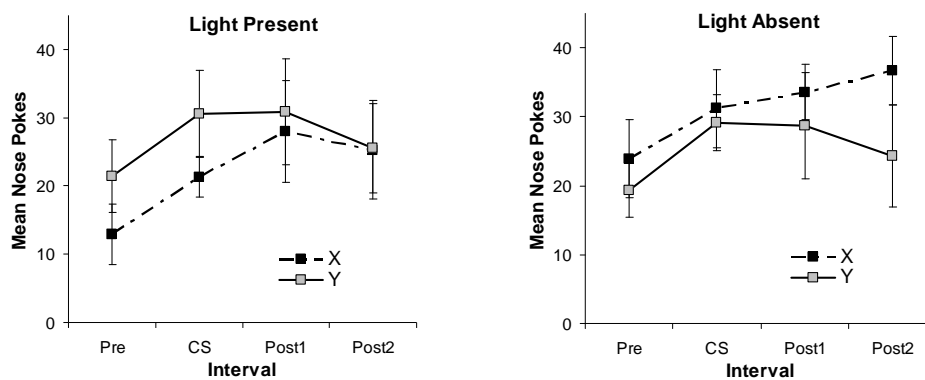 Light Present
Mean Nose Pokes
40
30
20
10
0
X
Y
Pre CS Post1 Post2
Interval
Light Absent
Mean Nose Pokes
40
30
20
10
0
X
Y
Pre CS Post1 Post2
Interval